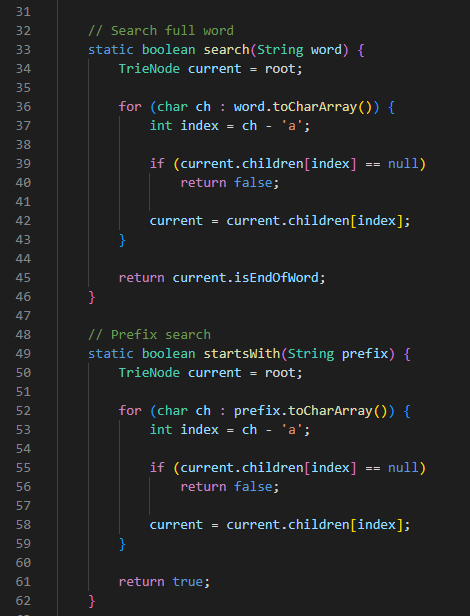 31
32 // Search full word
33 static boolean search(String word) {
34 TrieNode current = root;
35
36 for (char ch : word.toCharArray()) {
37 int index = ch - 'a';
38
39 if (current.children[index] == null)
40 return false;
41
42 current = current.children[index];
43 }
44
45 return current.isEndOfWord;
46 }
47
48 // Prefix search
49 static boolean startsWith(String prefix) {
50 TrieNode current = root;
51
52 for (char ch : prefix.toCharArray()) {
53 int index = ch - 'a';
54
55 if (current.children[index] == null)
56 return false;
57
58 current = current.children[index];
59 }
60
61 return true;
62 }